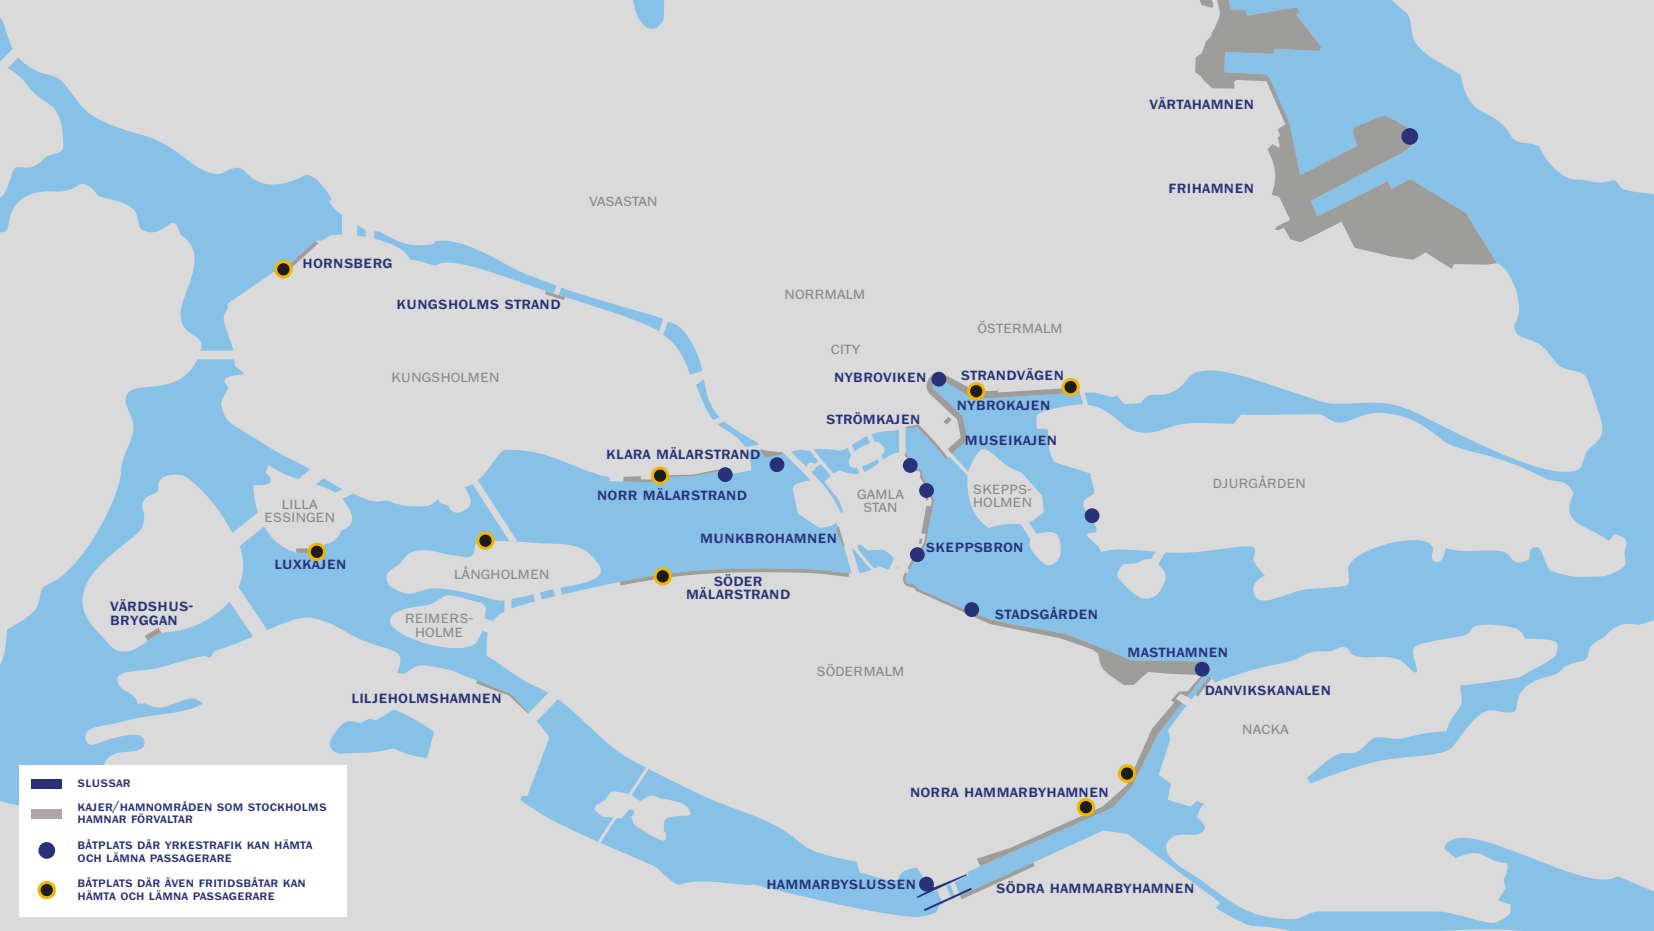 VÄRTAHAMNEN
FRIHAMNEN
VASASTAN
HORNSBERG
KUNGSHOLMS STRAND
NORRMALM
ÖSTERMALM
CITY
KUNGSHOLMEN
NYBROVIKEN
STRANDVÄGEN
NYBROKAJEN
STRÖMKAJEN
MUSEIKAJEN
KLARA MÄLARSTRAND
NORR MÄLARSTRAND
GAMLA
STAN
SKEPPS-
HOLMEN
DJURGÅRDEN
LILLA
ESSINGEN
MUNKBROHAMNEN
SKEPPSBRON
LUXKAJEN
LÅNGHOLMEN
SÖDER
MÄLARSTRAND
VÄRDSHUS-
BRYGGAN
REIMERS-
HOLME
STADSGÅRDEN
MASTHAMNEN
SÖDERMALM
DANVIKSKANALEN
LILJEHOLMSHAMNEN
NACKA
NORRA HAMMARBYHAMNEN
HAMMARBYSLUSSEN
SÖDRA HAMMARBYHAMNEN
SLUSSAR
KAJER/HAMNOMRÅDEN SOM STOCKHOLMS
HAMNAR FÖRVALTAR
BÅTPLATS DÄR YRKESTRAFIK KAN HÄMTA
OCH LÄMNA PASSAGERARE
BÅTPLATS DÄR ÄVEN FRITIDSBÅTAR KAN
HÄMTA OCH LÄMNA PASSAGERARE